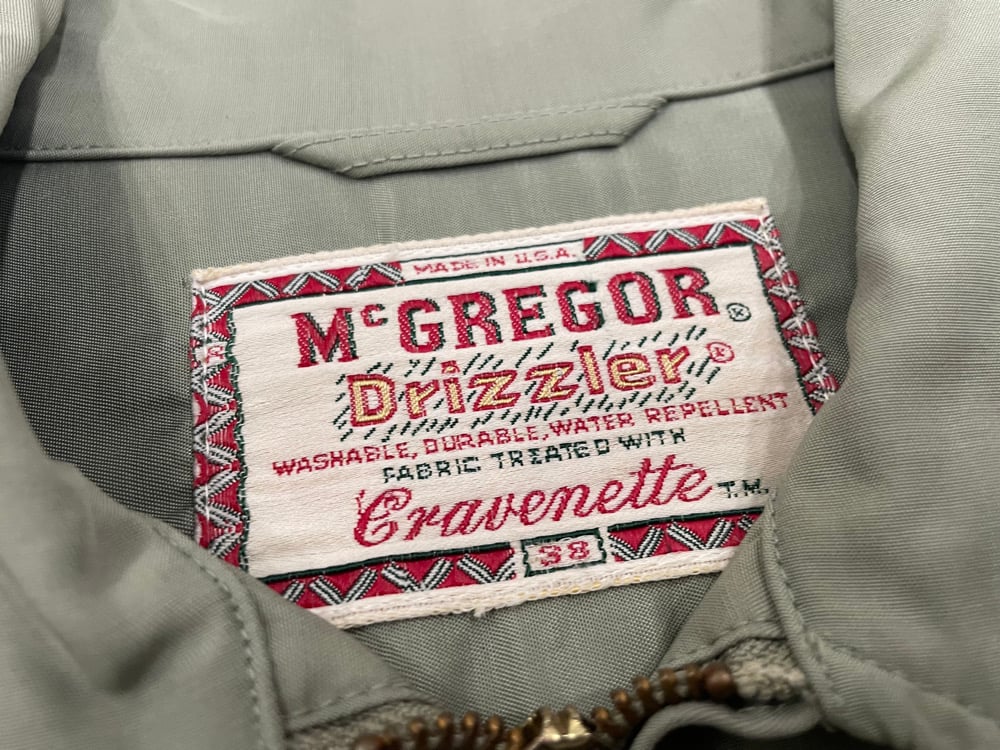 MADE IN U.S.A.
McGREGOR®
Drizzler®
WASHABLE, DURABLE, WATER REPELLENT
FABRIC TREATED WITH
Cravenette T.M.
38